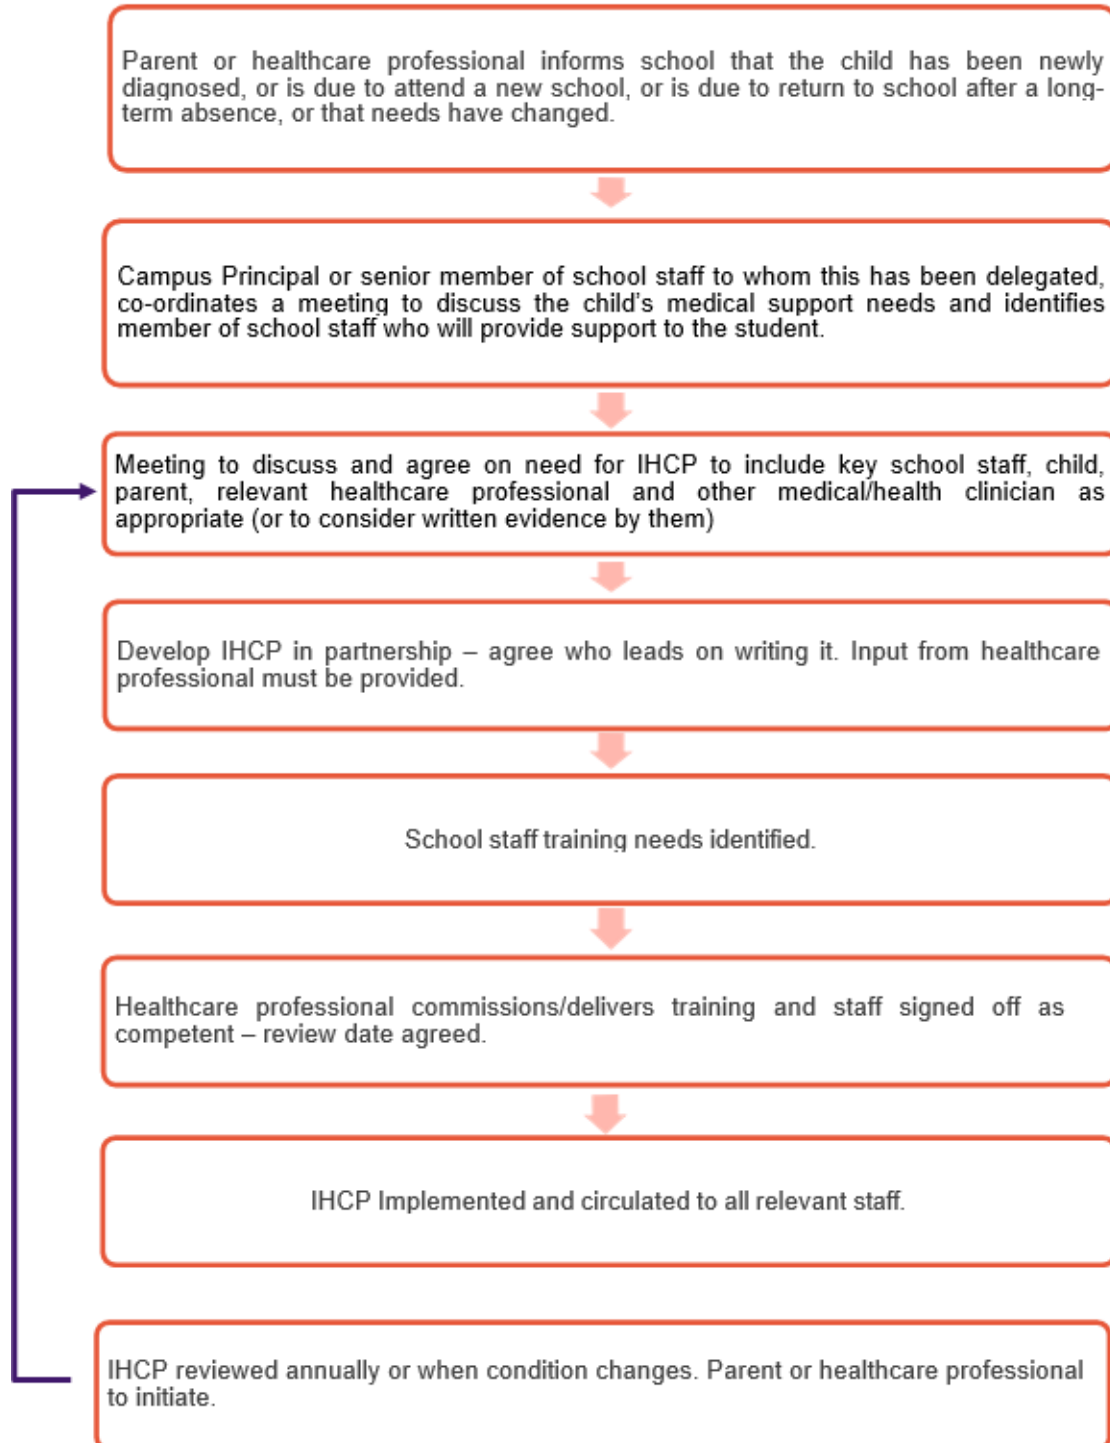 Parent or healthcare professional informs school that the child has been newly
diagnosed, or is due to attend a new school, or is due to return to school after a long-
term absence, or that needs have changed.
Campus Principal or senior member of school staff to whom this has been delegated,
co-ordinates a meeting to discuss the child's medical support needs and identifies
member of school staff who will provide support to the student.
Meeting to discuss and agree on need for IHCP to include key school staff, child,
parent, relevant healthcare professional and other medical/health clinician as
appropriate (or to consider written evidence by them)
Develop IHCP in partnership – agree who leads on writing it. Input from healthcare
professional must be provided.
School staff training needs identified.
Healthcare professional commissions/delivers training and staff signed off as
competent – review date agreed.
IHCP Implemented and circulated to all relevant staff.
IHCP reviewed annually or when condition changes. Parent or healthcare professional
to initiate.